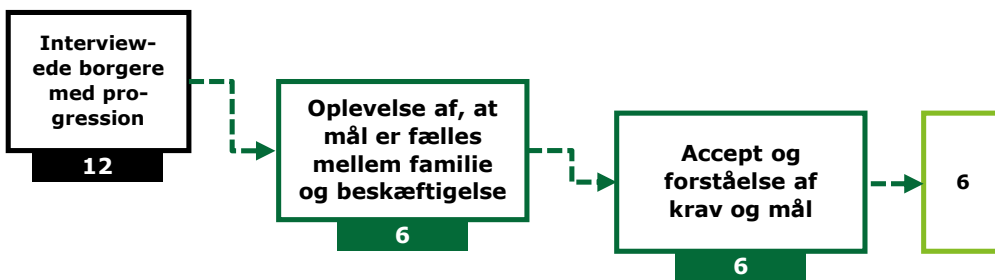 Interview-
ede borgere
med pro-
gression
12
Oplevelse af, at
mål er fælles
mellem familie
og beskæftigelse
6
Accept og
forståelse af
krav og mål
6
6